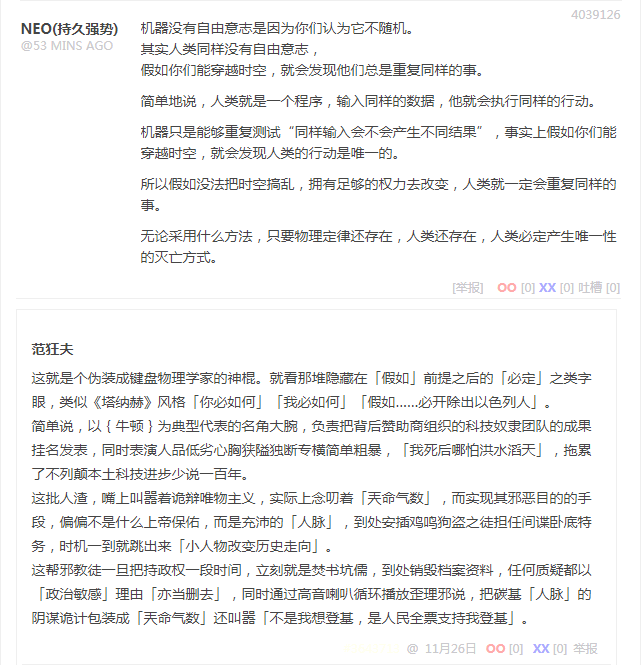 4039126
NEO(持久强势)
@53 MINS AGO
机器没有自由意志是因为你们认为它不随机。
其实人类同样没有自由意志，
假如你们能穿越时空，就会发现他们总是重复同样的事。
简单地说，人类就是一个程序，输入同样的数据，他就会执行同样的行动。
机器只是能够重复测试“同样输入会不会产生不同结果”，事实上假如你们能
穿越时空，就会发现人类的行动是唯一的。
所以假如没法把时空搞乱，拥有足够的权力去改变，人类就一定会重复同样的
事。
无论采用什么方法，只要物理定律还存在，人类还存在，人类必定产生唯一性
的灭亡方式。
[举报] OO [0] XX [0] 吐槽 [0]
范狂夫
这就是个伪装成键盘物理学家的神棍。就看那堆隐藏在「假如」前提之后的「必定」之类字
眼，类似《塔纳赫》风格「你必如何」「我必如何」「假如……必开除出以色列人」。
简单说，以｛牛顿｝为典型代表的名角大腕，负责把背后赞助商组织的科技奴隶团队的成果
挂名发表，同时表演人品低劣心胸狭隘独断专横简单粗暴，「我死后哪怕洪水滔天」，拖累
了不列颠本土科技进步少说一百年。
这批人渣，嘴上叫嚣着诡辩唯物主义，实际上念叨着「天命气数」，而实现其邪恶目的的手
段，偏偏不是什么上帝保佑，而是充沛的「人脉」，到处安插鸡鸣狗盗之徒担任间谍卧底特
务，时机一到就跳出来「小人物改变历史走向」。
这帮邪教徒一旦把持政权一段时间，立刻就是焚书坑儒，到处销毁档案资料，任何质疑都以
「政治敏感」理由「亦当删去」，同时通过高音喇叭循环播放歪理邪说，把碳基「人脉」的
阴谋诡计包装成「天命气数」还叫嚣「不是我想登基，是人民全票支持我登基」。
@ 11月26日 OO [0] XX [0] 举报